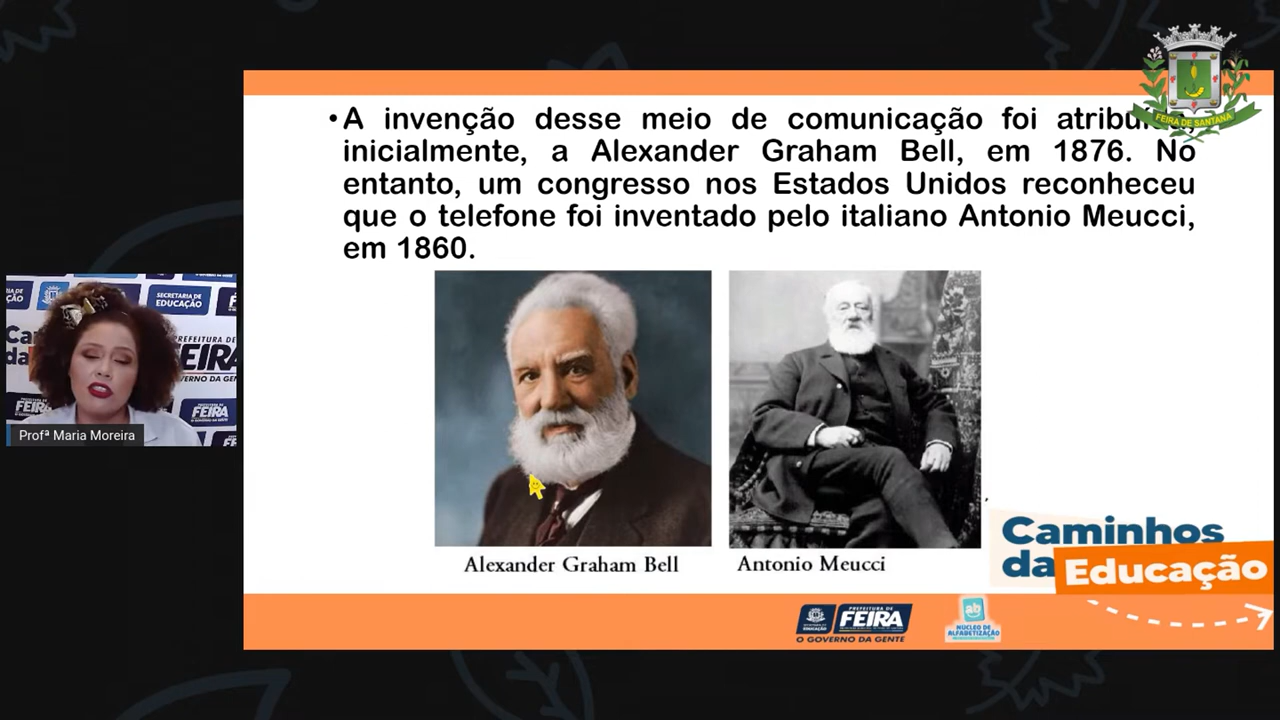 • A invenção desse meio de comunicação foi atribuída,
inicialmente, a Alexander Graham Bell, em 1876. No
entanto, um congresso nos Estados Unidos reconheceu
que o telefone foi inventado pelo italiano Antonio Meucci,
em 1860.
FEIRA DE SANTANA
SECRETARIA DE
EDUCAÇÃO
FEIRA
Profª Maria Moreira
Alexander Graham Bell
Antonio Meucci
Caminhos
da Educação
PREFEITURA DE
FEIRA
O GOVERNO DA GENTE
NÚCLEO DE
ALFABETIZAÇÃO